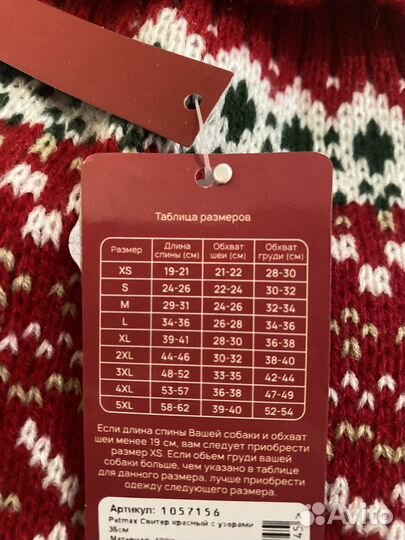 Таблица размеров
Размер Длина спины (см) Обхват шеи (см) Обхват груди (см)
XS 19-21 21-22 28-30
S 24-26 22-24 30-32
M 29-31 24-26 32-34
L 34-36 26-28 34-36
XL 39-41 28-30 36-38
2XL 44-46 30-32 38-40
3XL 48-52 33-35 42-44
4XL 53-57 36-38 47-49
5XL 58-62 39-40 52-54
Если длина спины Вашей собаки и обхват
шеи менее 19 см, вам следует приобрести
размер XS. Если объем груди вашей
собаки больше, чем указано в таблице
для данного размера, лучше приобрести
одежду следующего размера.
Артикул: 1057156
Petmax Свитер красный с узорами
35см
Avito